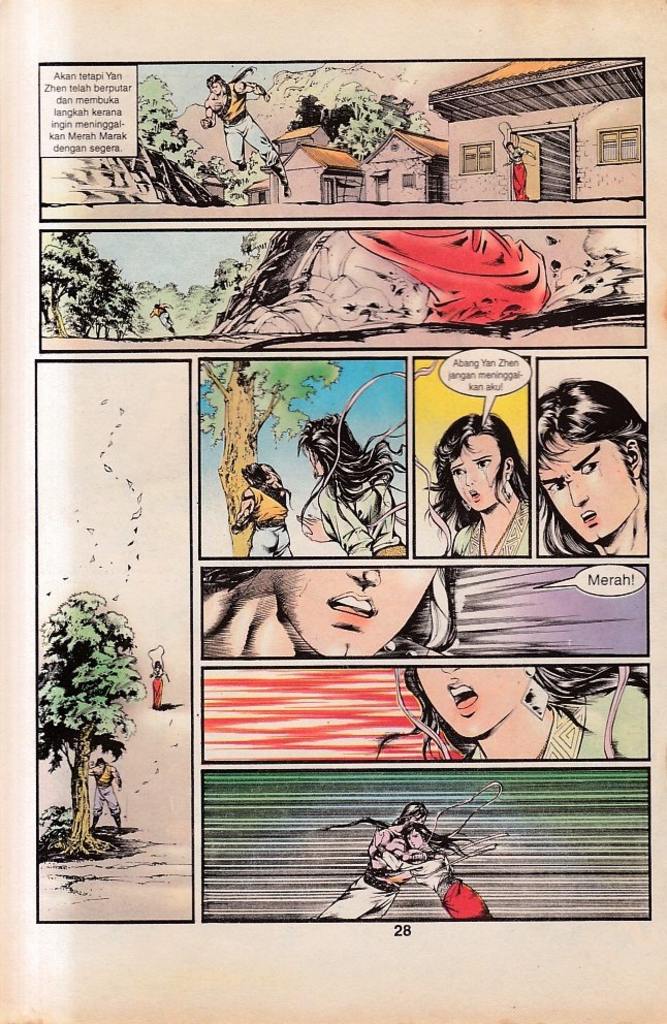 Akan tetapi Yan
Zhen telah berputar
dan membuka
langkah kerana
ingin meninggal-
kan Merah Marak
dengan segera.
Abang Yan Zhen
jangan meninggal-
kan aku!
Merah!
28